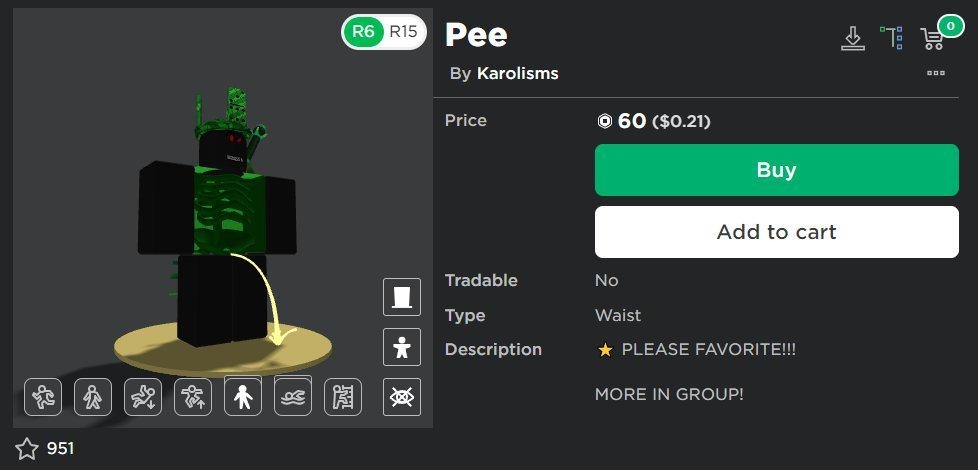 R6 R15
Pee
0
By Karolisms
Price 60 ($0.21)
Buy
Add to cart
Tradable No
Type Waist
Description ⭐ PLEASE FAVORITE!!!
MORE IN GROUP!
951